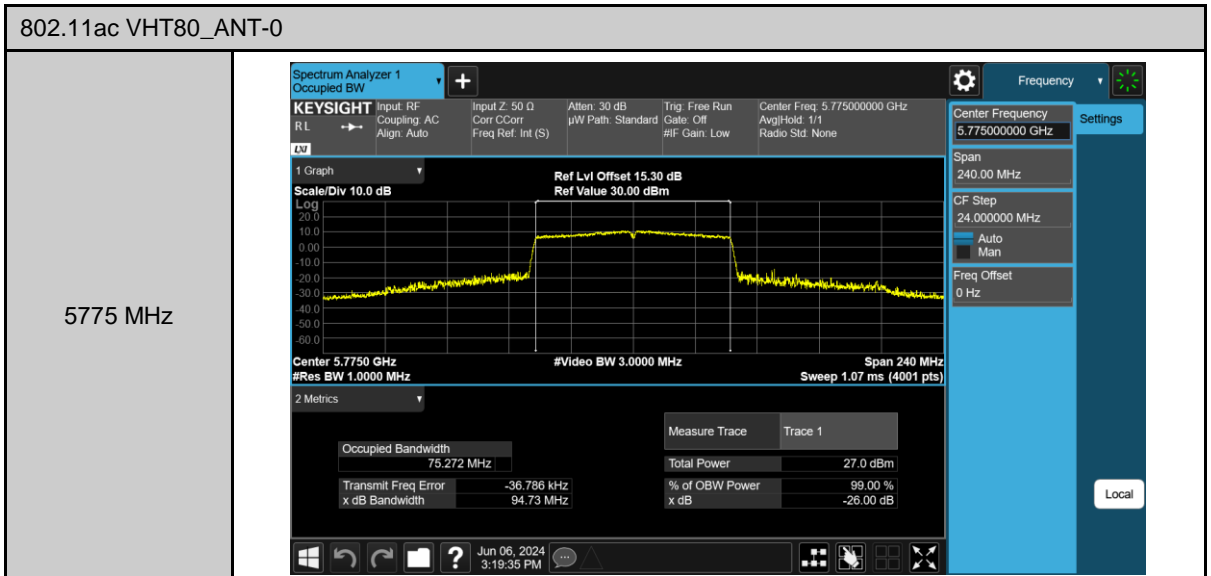 802.11ac VHT80_ANT-0
5775 MHz
Spectrum Analyzer 1
Occupied BW
+
Frequency
KEYSIGHT
R L
LXI
Input: RF
Coupling: AC
Align: Auto
Input Z: 50 Ω
Corr CCorr
Freq Ref: Int (S)
Atten: 30 dB
µW Path: Standard
Trig: Free Run
Gate: Off
#IF Gain: Low
Center Freq: 5.775000000 GHz
Avg|Hold: 1/1
Radio Std: None
Center Frequency
5.775000000 GHz
Settings
Span
240.00 MHz
CF Step
24.000000 MHz
Auto
Man
Freq Offset
0 Hz
Local
1 Graph
Scale/Div 10.0 dB
Ref Lvl Offset 15.30 dB
Ref Value 30.00 dBm
Log
20.0
10.0
0.00
-10.0
-20.0
-30.0
-40.0
-50.0
-60.0
Center 5.7750 GHz
#Video BW 3.0000 MHz
Span 240 MHz
#Res BW 1.0000 MHz
Sweep 1.07 ms (4001 pts)
2 Metrics
Measure Trace Trace 1
Occupied Bandwidth
75.272 MHz
Total Power 27.0 dBm
Transmit Freq Error -36.786 kHz
% of OBW Power 99.00 %
x dB Bandwidth 94.73 MHz
x dB -26.00 dB
?
Jun 06, 2024
3:19:35 PM